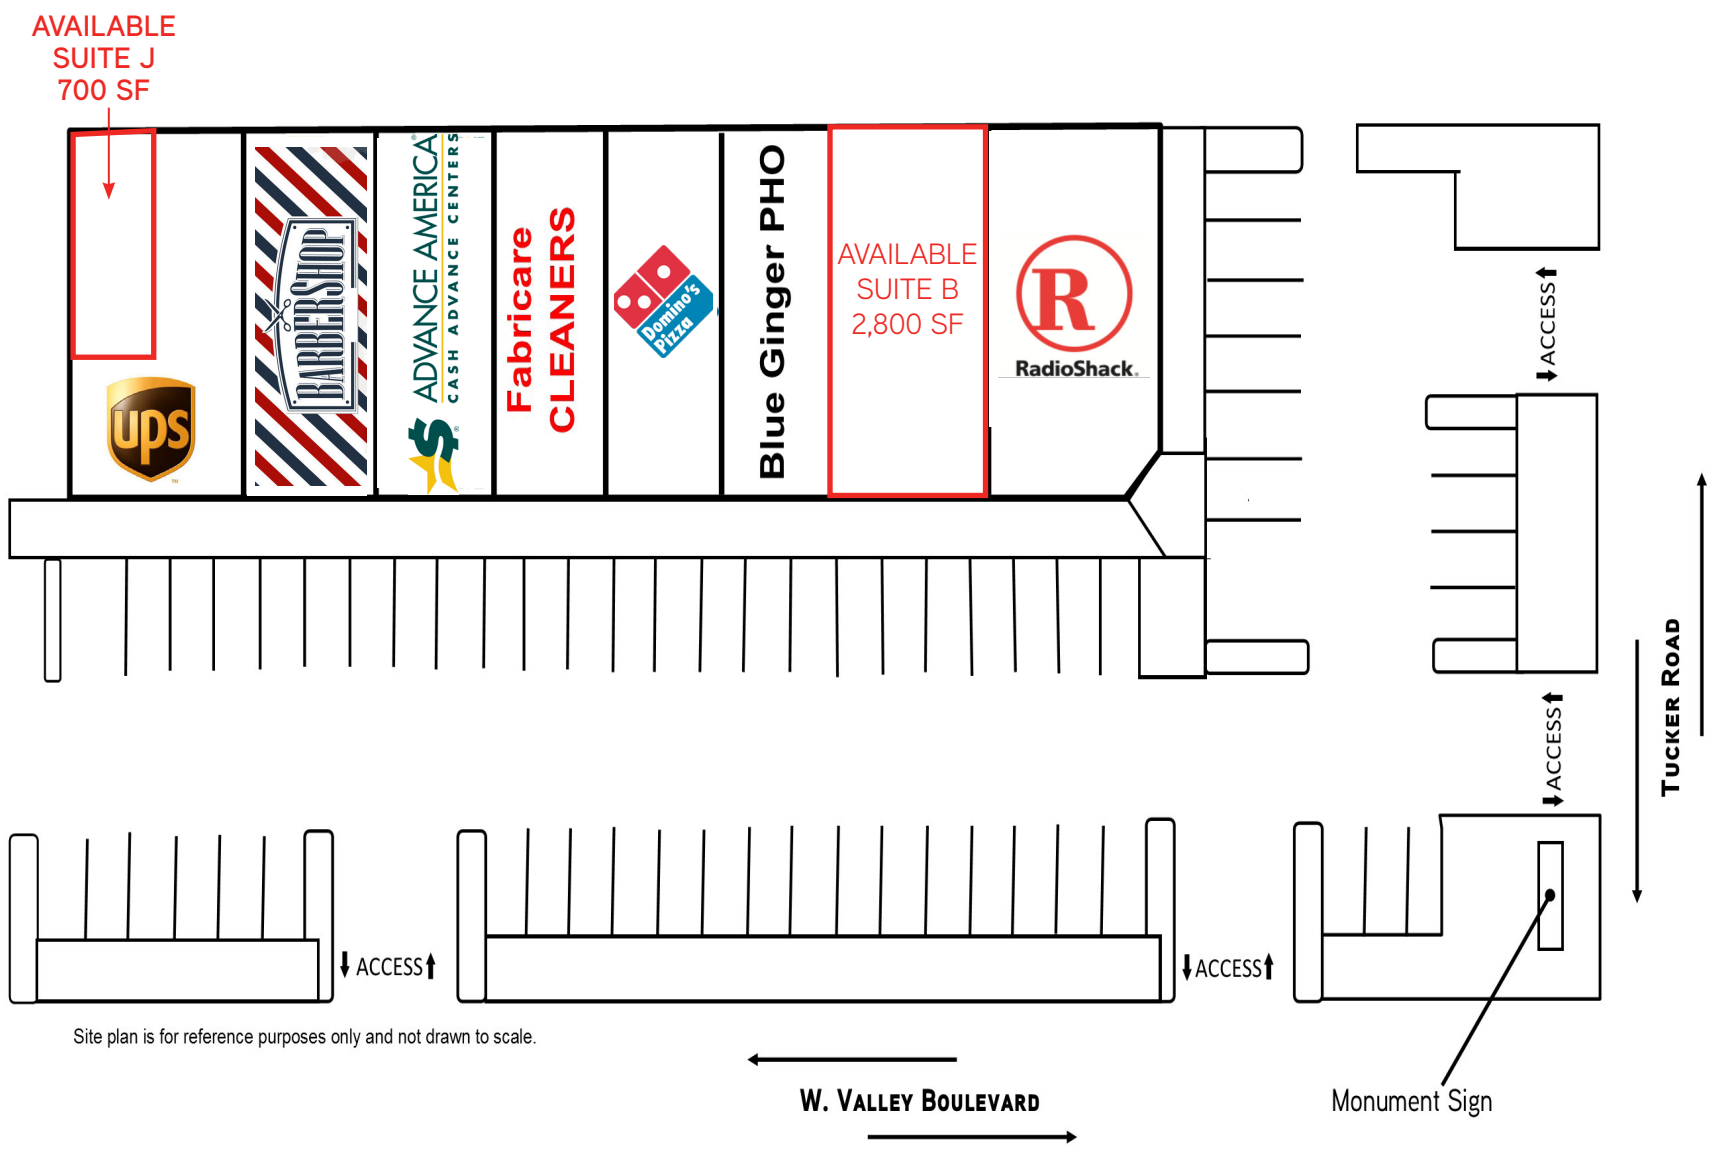 AVAILABLE
SUITE J
700 SF
ups
TM
BARBERSHOP
ADVANCE AMERICA
CASH ADVANCE CENTERS
$
Fabricare
CLEANERS
Domino's
Pizza
Blue Ginger PHO
AVAILABLE
SUITE B
2,800 SF
R
RadioShack.
ACCESS
ACCESS
TUCKER ROAD
ACCESS
ACCESS
Site plan is for reference purposes only and not drawn to scale.
W. VALLEY BOULEVARD
Monument Sign